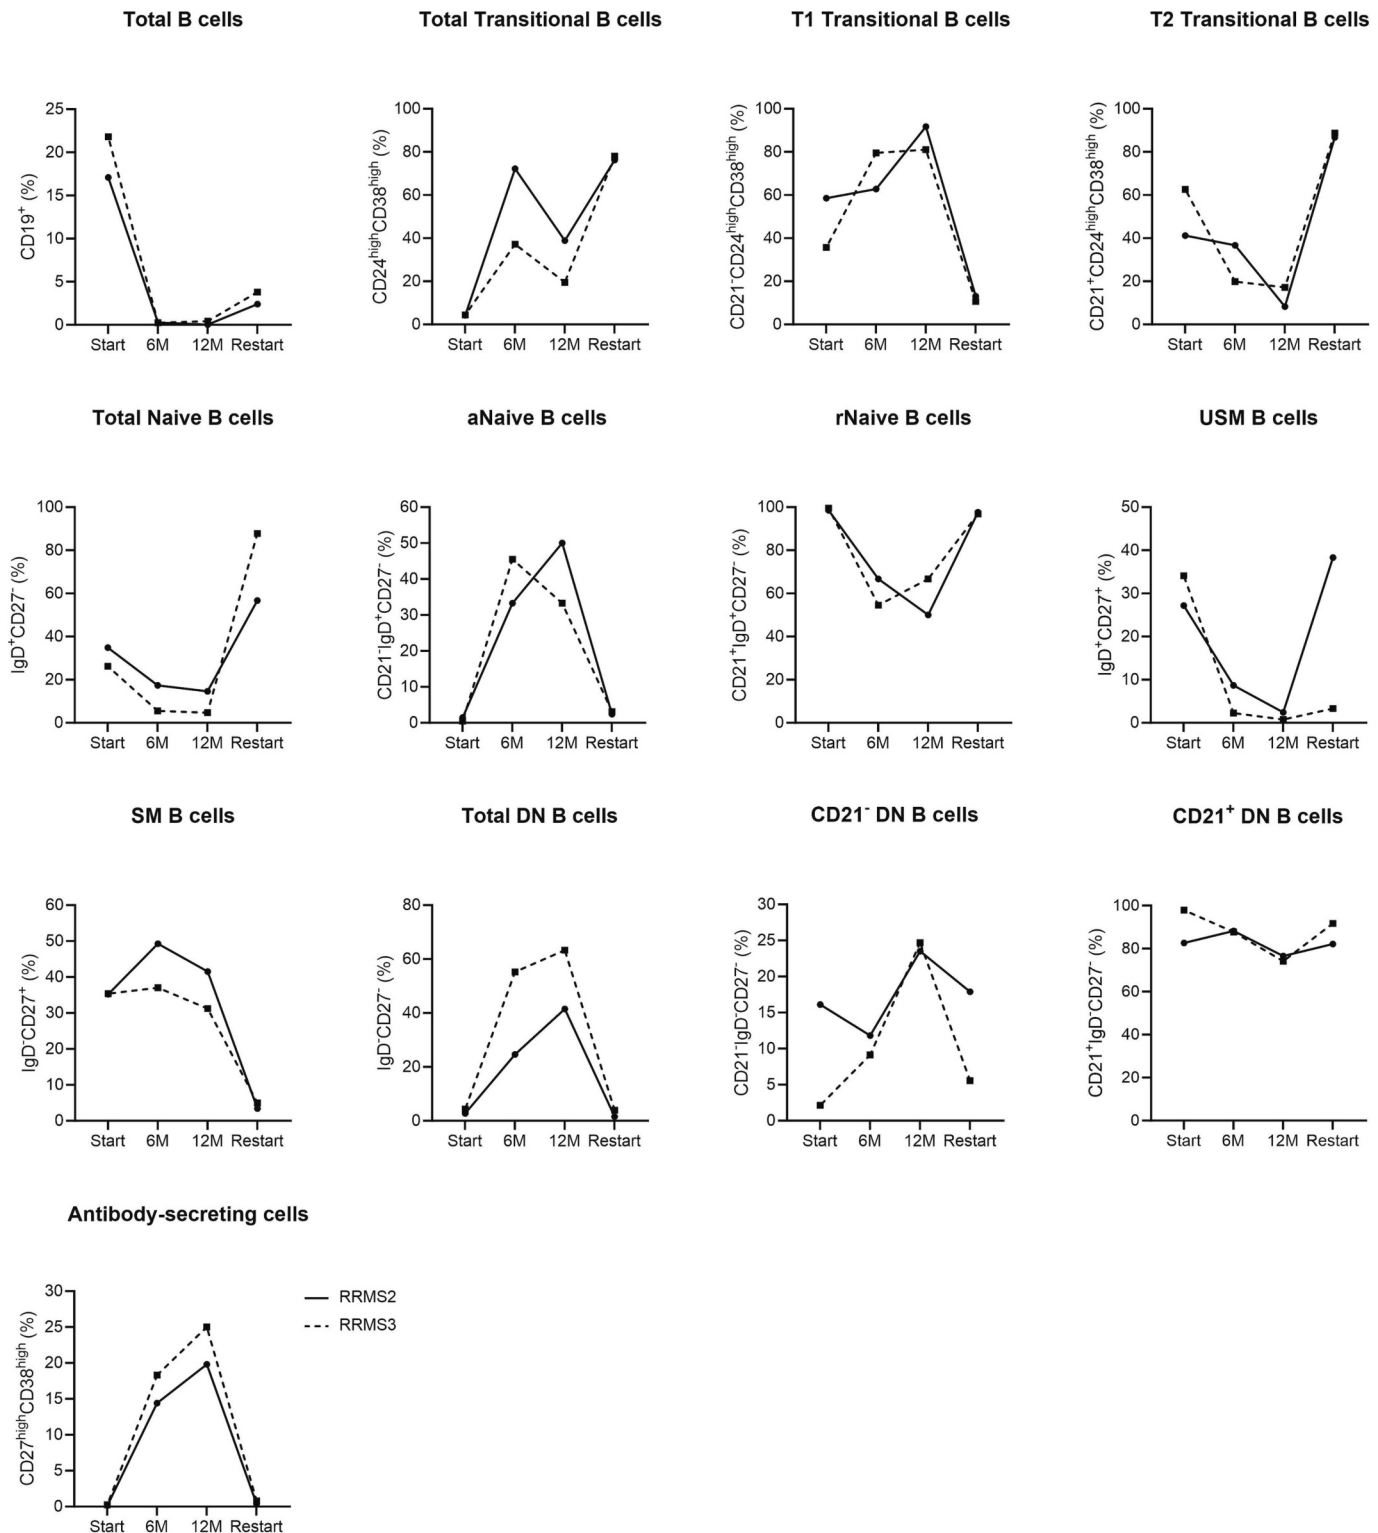 Total B cells
CD19⁺ (%)
25
20
15
10
5
0
Start 6M 12M Restart
Total Transitional B cells
CD24ʰⁱᵍʰCD38ʰⁱᵍʰ (%)
100
80
60
40
20
0
Start 6M 12M Restart
T1 Transitional B cells
CD21⁻CD24ʰⁱᵍʰCD38ʰⁱᵍʰ (%)
100
80
60
40
20
0
Start 6M 12M Restart
T2 Transitional B cells
CD21⁺CD24ʰⁱᵍʰCD38ʰⁱᵍʰ (%)
100
80
60
40
20
0
Start 6M 12M Restart
Total Naive B cells
IgD⁺CD27⁻ (%)
100
80
60
40
20
0
Start 6M 12M Restart
aNaive B cells
CD21⁻IgD⁺CD27⁻ (%)
60
50
40
30
20
10
0
Start 6M 12M Restart
rNaive B cells
CD21⁺IgD⁺CD27⁻ (%)
100
80
60
40
20
0
Start 6M 12M Restart
USM B cells
IgD⁺CD27⁺ (%)
50
40
30
20
10
0
Start 6M 12M Restart
SM B cells
IgD⁻CD27⁺ (%)
60
50
40
30
20
10
0
Start 6M 12M Restart
Total DN B cells
IgD⁻CD27⁻ (%)
80
60
40
20
0
Start 6M 12M Restart
CD21⁻ DN B cells
CD21⁻IgD⁻CD27⁻ (%)
30
25
20
15
10
5
0
Start 6M 12M Restart
CD21⁺ DN B cells
CD21⁺IgD⁻CD27⁻ (%)
100
80
60
40
20
0
Start 6M 12M Restart
Antibody-secreting cells
CD27ʰⁱᵍʰCD38ʰⁱᵍʰ (%)
30
25
20
15
10
5
0
Start 6M 12M Restart
RRMS2
RRMS3